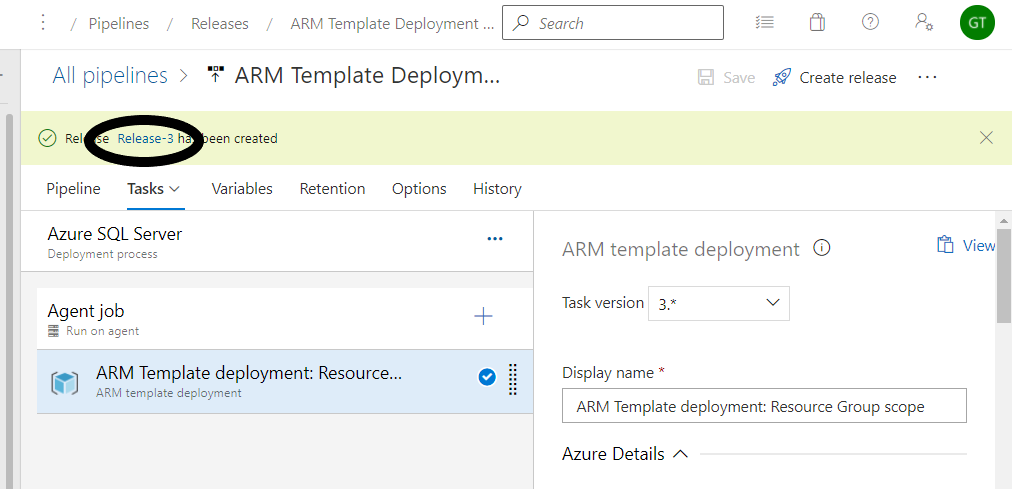 / Pipelines / Releases / ARM Template Deployment ... Search GT
All pipelines > ARM Template Deploym... Save Create release ...
Release Release-3 has been created
Pipeline Tasks Variables Retention Options History
Azure SQL Server
Deployment process
ARM template deployment View
Task version 3.*
Agent job
Run on agent
ARM Template deployment: Resource...
ARM template deployment
Display name *
ARM Template deployment: Resource Group scope
Azure Details